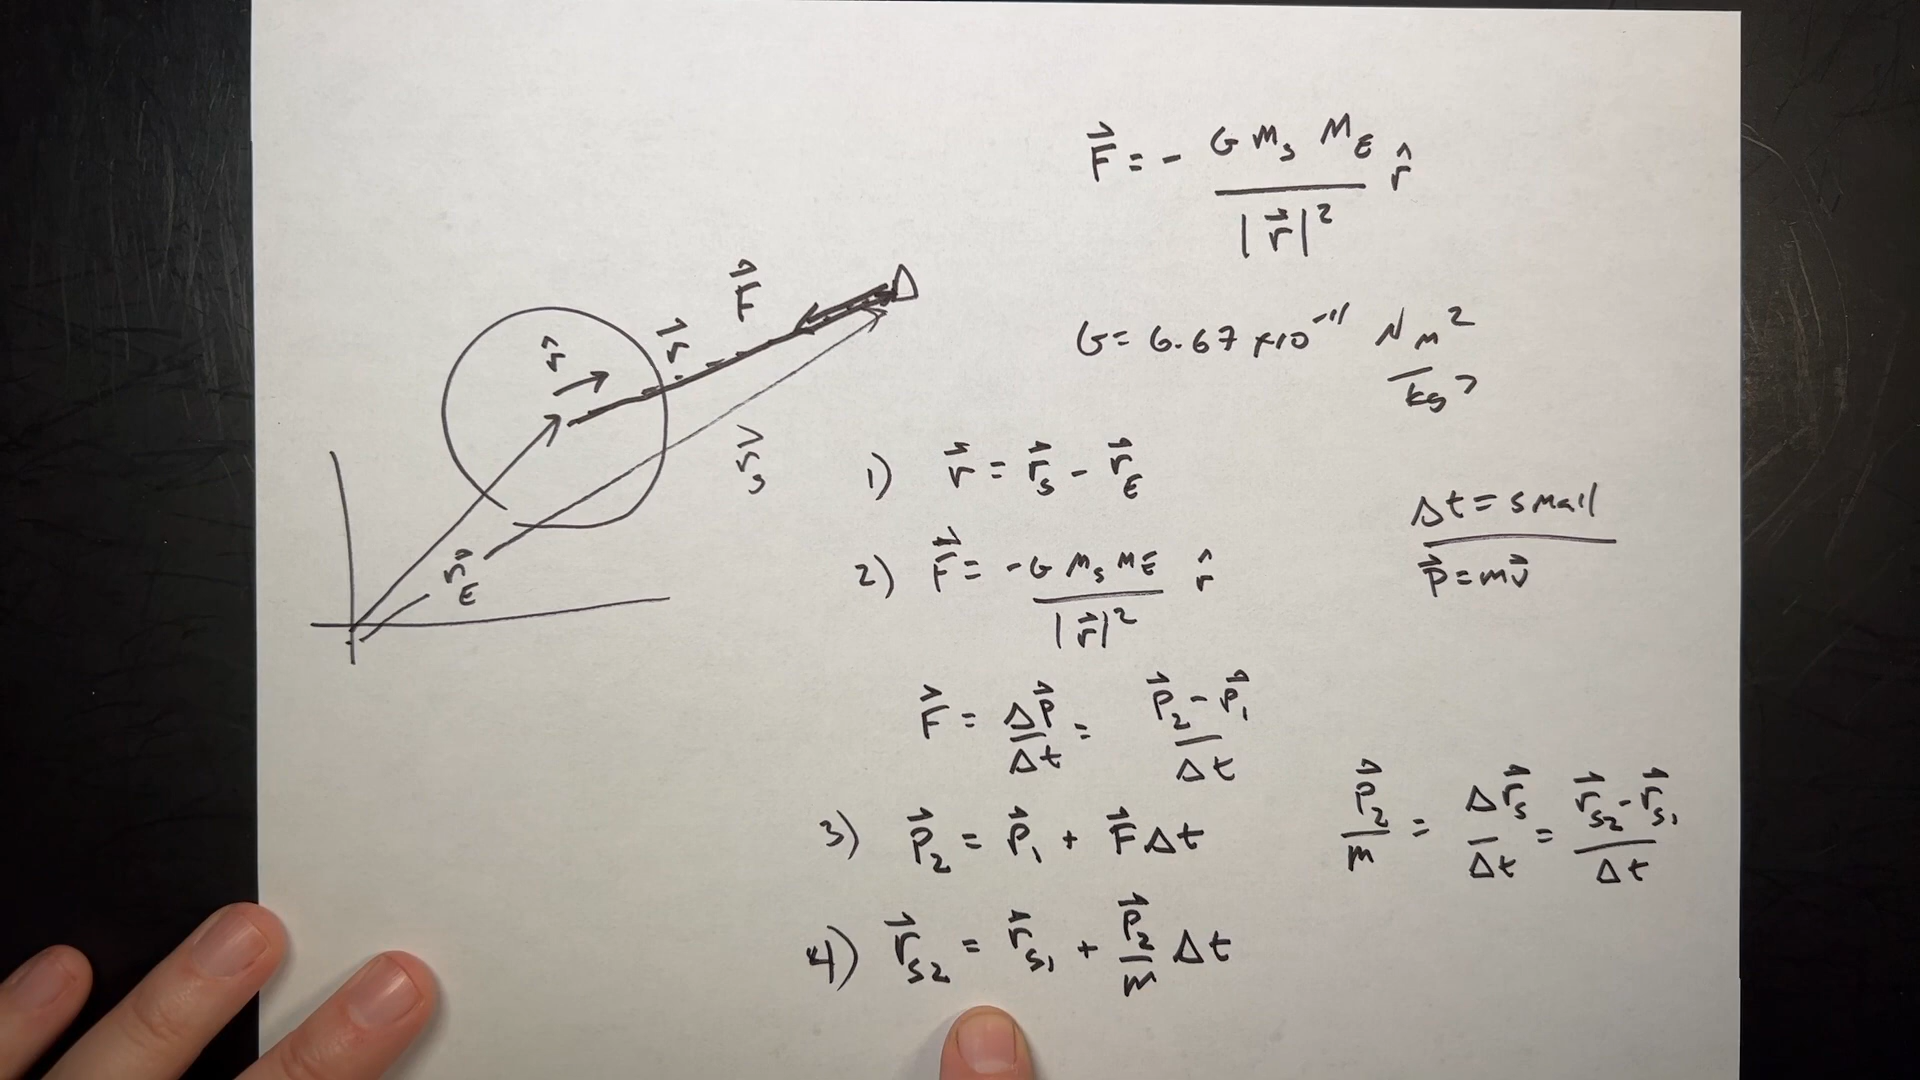 F⃗ = - G M_s M_E / |r⃗|² r̂
F⃗
r̂
r⃗
G = 6.67 x10⁻¹¹ N m² / kg²
r⃗_s
r⃗_E
1) r⃗ = r⃗_s - r⃗_E
Δt = small
2) F⃗ = -G M_s M_E / |r⃗|² r̂
p⃗ = mv⃗
F⃗ = Δp⃗/Δt = (p⃗₂ - p⃗₁)/Δt
3) p⃗₂ = p⃗₁ + F⃗ Δt
p⃗₂/m = Δr⃗_s/Δt = (r⃗_s2 - r⃗_s1)/Δt
4) r⃗_s2 = r⃗_s1 + p⃗₂/m Δt